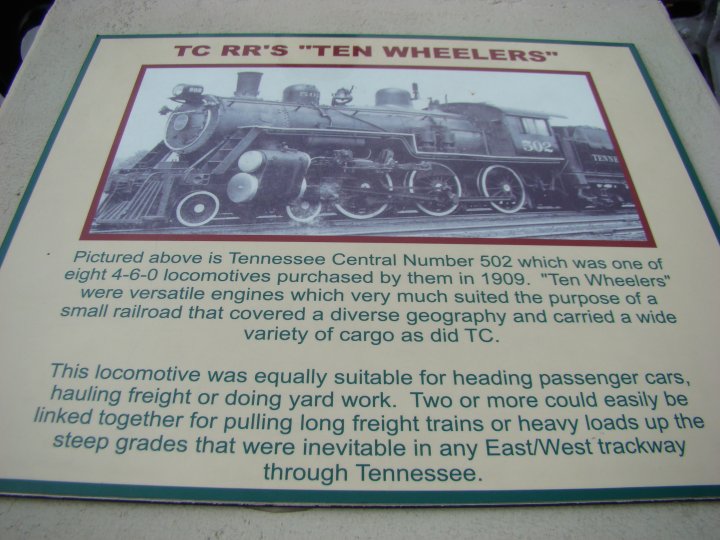 TC RR'S "TEN WHEELERS"
502
TENNE
Pictured above is Tennessee Central Number 502 which was one of
eight 4-6-0 locomotives purchased by them in 1909. "Ten Wheelers"
were versatile engines which very much suited the purpose of a
small railroad that covered a diverse geography and carried a wide
variety of cargo as did TC.
This locomotive was equally suitable for heading passenger cars,
hauling freight or doing yard work. Two or more could easily be
linked together for pulling long freight trains or heavy loads up the
steep grades that were inevitable in any East/West trackway
through Tennessee.